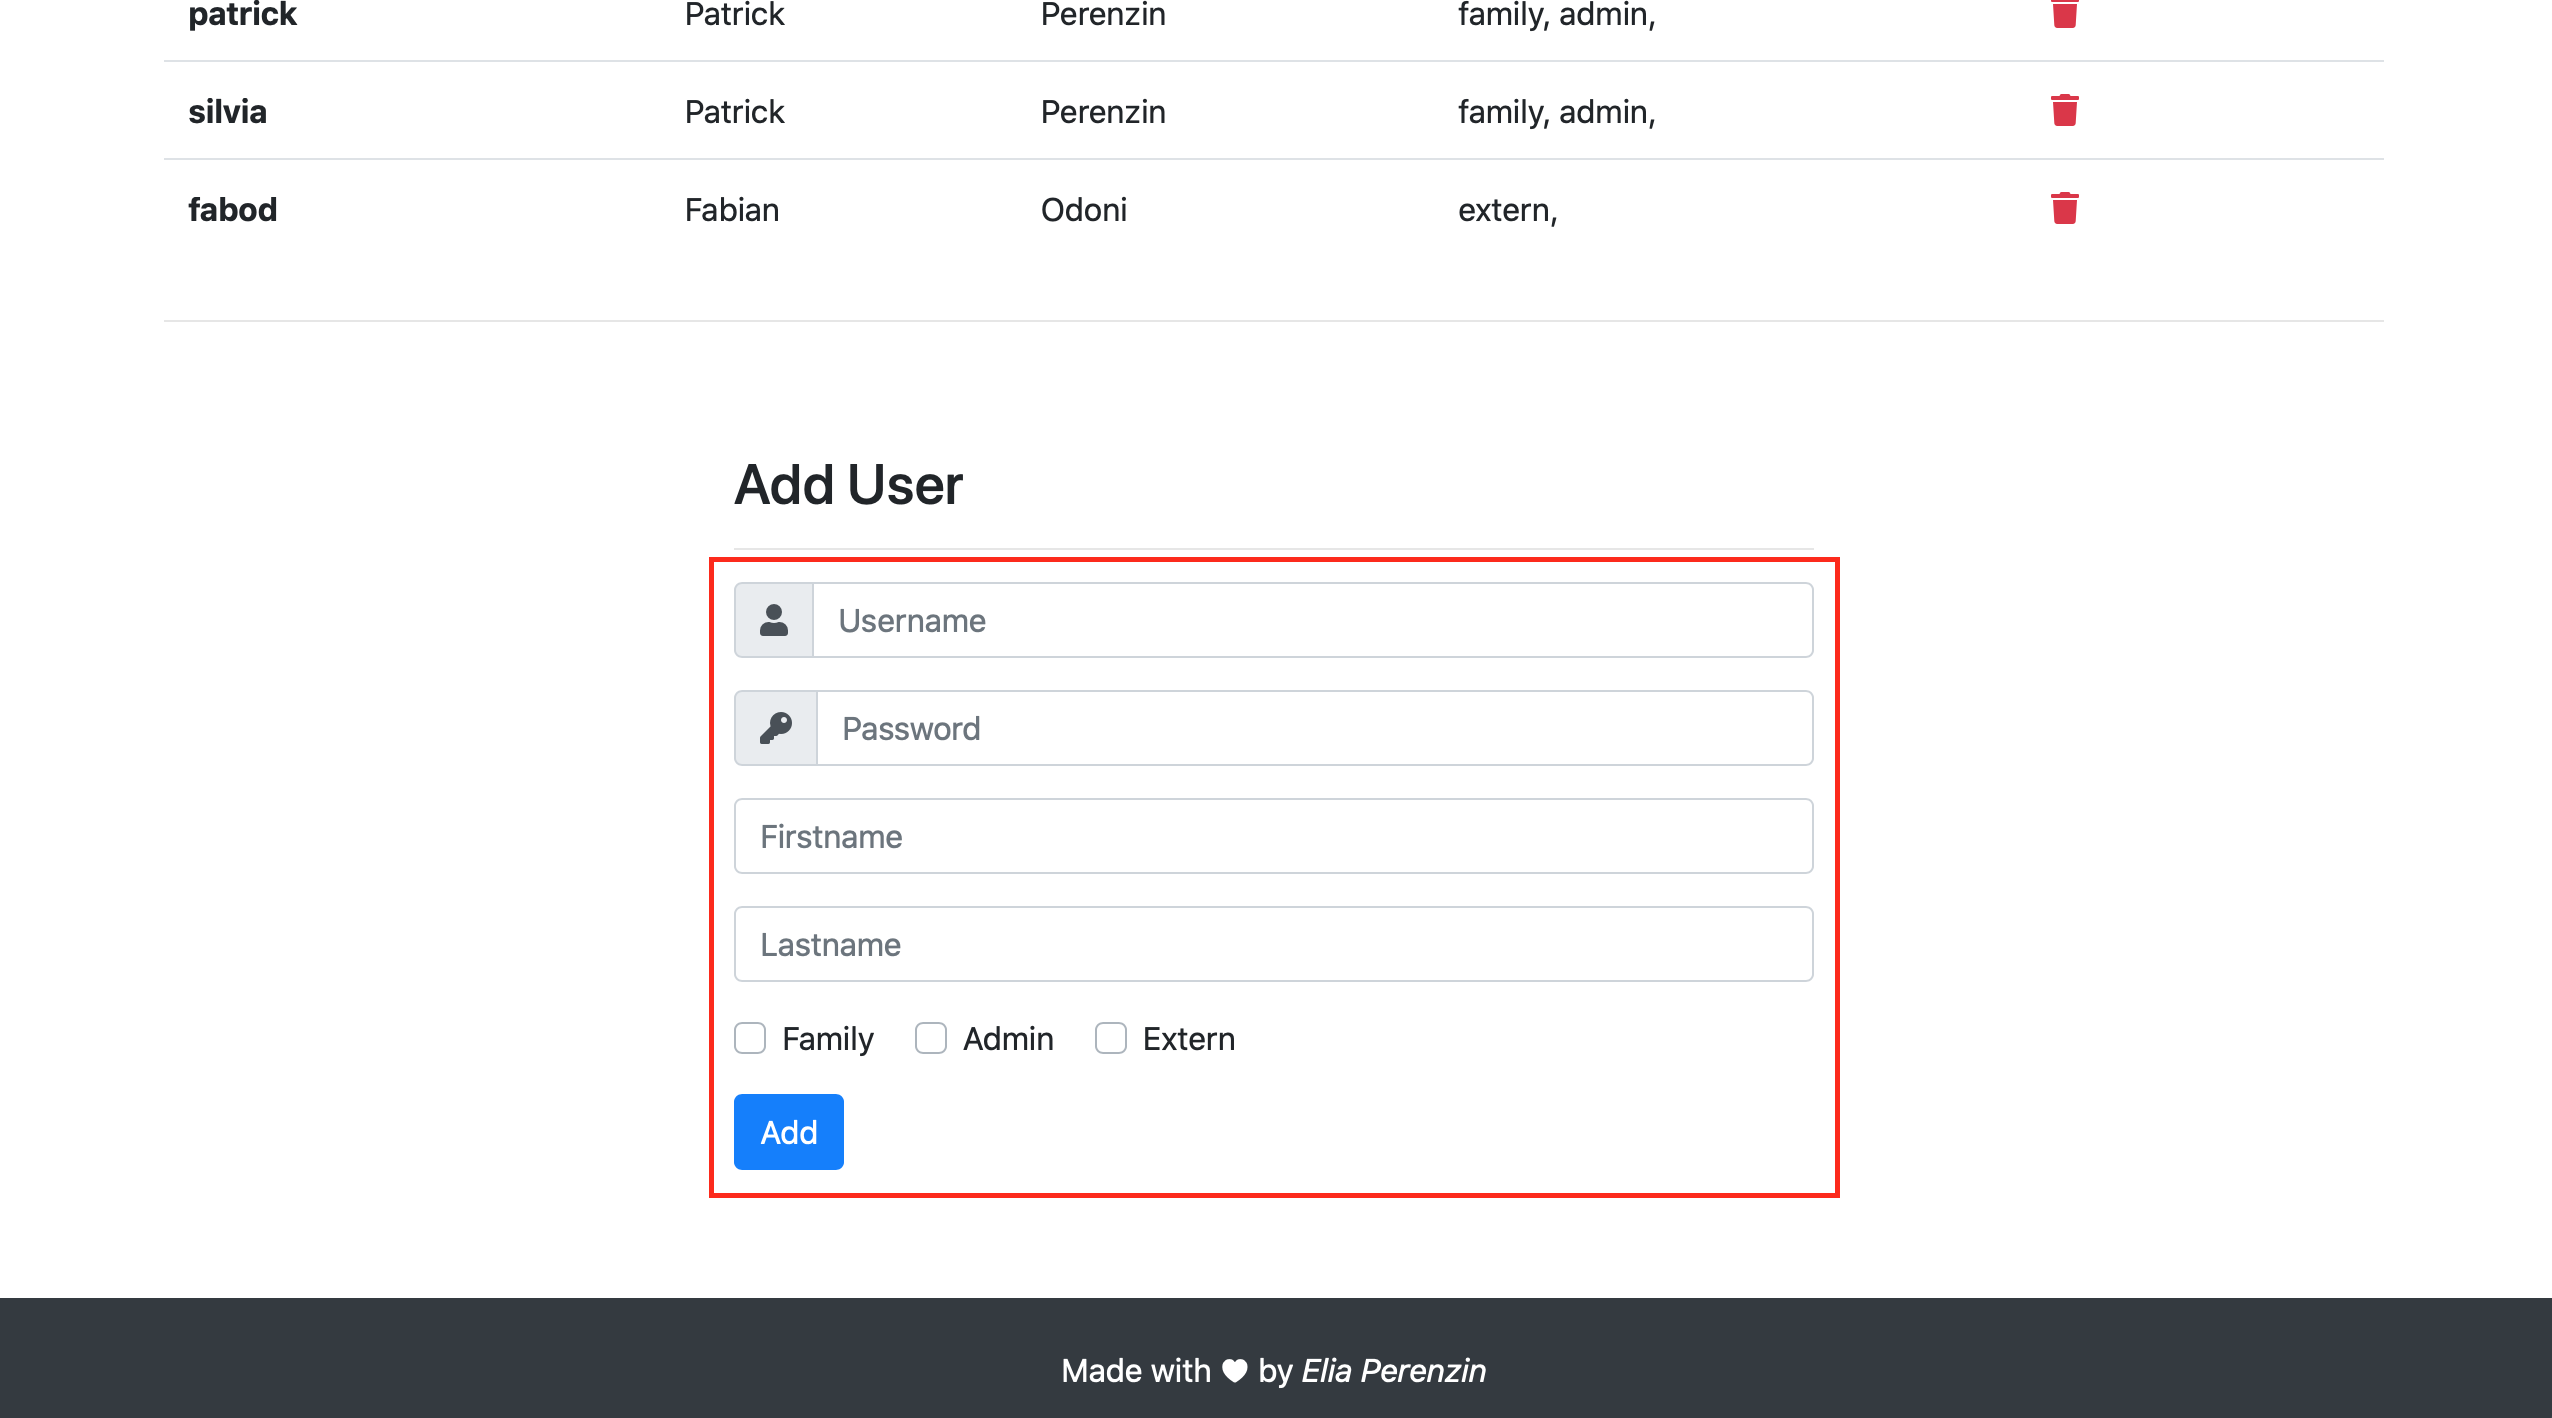 patrick Patrick Perenzin family, admin,
silvia Patrick Perenzin family, admin,
fabod Fabian Odoni extern,
Add User
Username
Password
Firstname
Lastname
Family Admin Extern
Add
Made with by Elia Perenzin